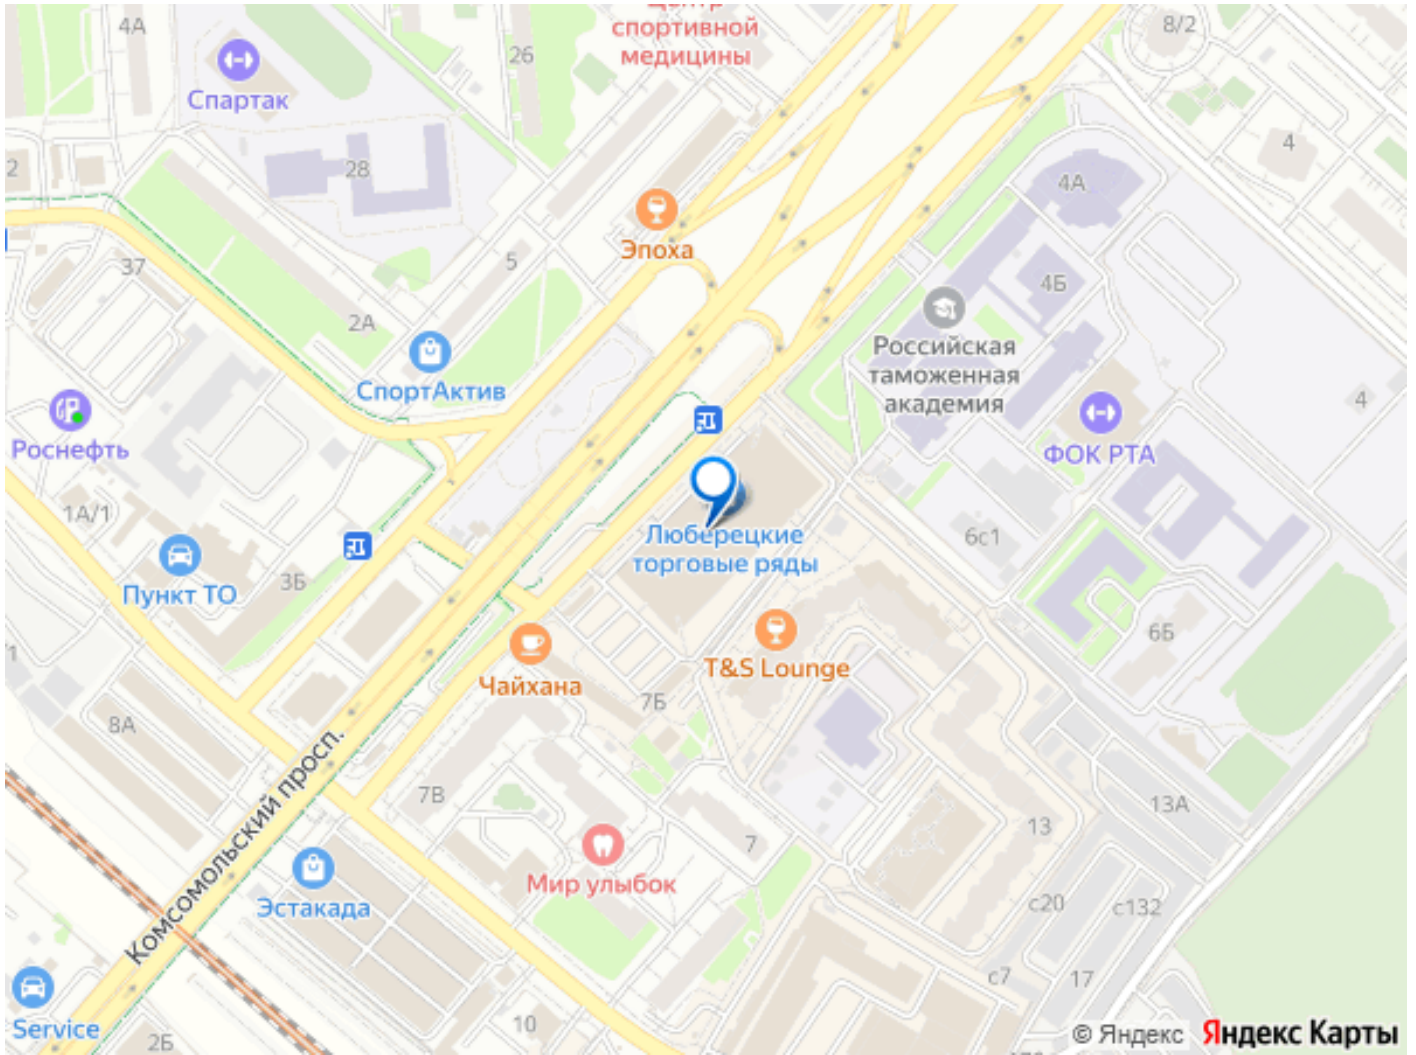 4А
Центр
спортивной
медицины
8/2
26
Спартак
4
2
28
4А
Эпоха
5
37
4Б
2А
Российская
таможенная
академия
СпортАктив
4
Роснефть
ФОК РТА
1А/1
Люберецкие
торговые ряды
6с1
3Б
Пункт ТО
6Б
T&S Lounge
Чайхана
7Б
8А
Комсомольский просп.
7В
13А
13
7
Мир улыбок
Эстакада
с20
с132
с7
17
10
Service
2Б
© Яндекс
Яндекс Карты